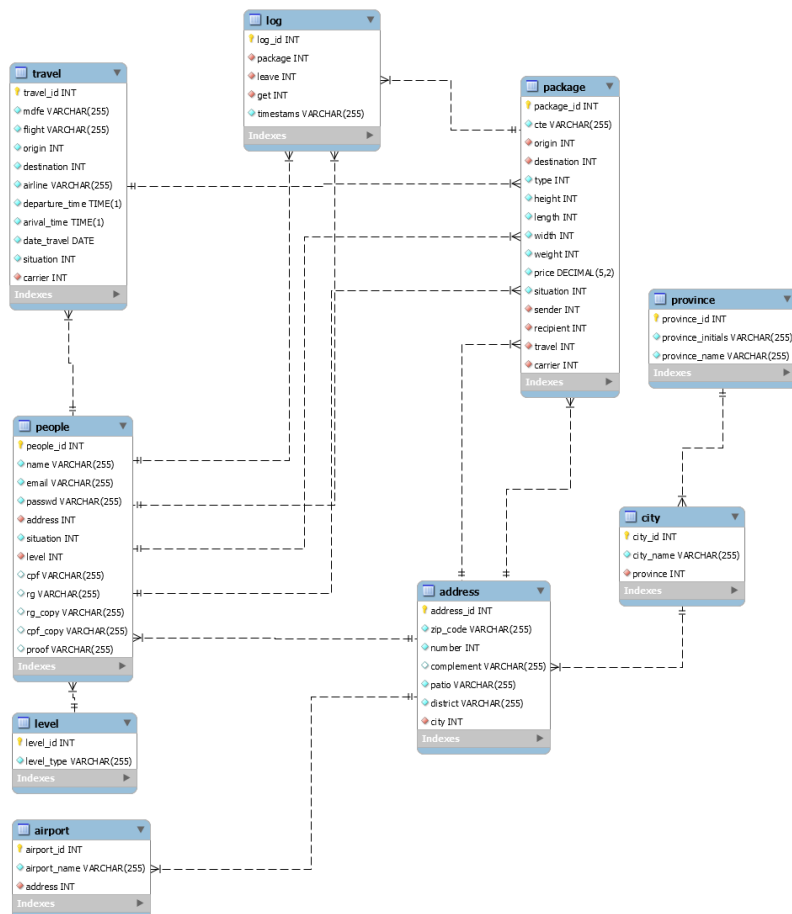 log
log_id INT
package INT
leave INT
get INT
timestams VARCHAR(255)
Indexes
travel
travel_id INT
mdfe VARCHAR(255)
flight VARCHAR(255)
origin INT
destination INT
airline VARCHAR(255)
departure_time TIME(1)
arival_time TIME(1)
date_travel DATE
situation INT
carrier INT
Indexes
package
package_id INT
cte VARCHAR(255)
origin INT
destination INT
type INT
height INT
length INT
width INT
weight INT
price DECIMAL(5,2)
situation INT
sender INT
recipient INT
travel INT
carrier INT
Indexes
province
province_id INT
province_initials VARCHAR(255)
province_name VARCHAR(255)
Indexes
people
people_id INT
name VARCHAR(255)
email VARCHAR(255)
passwd VARCHAR(255)
address INT
situation INT
level INT
cpf VARCHAR(255)
rg VARCHAR(255)
rg_copy VARCHAR(255)
cpf_copy VARCHAR(255)
proof VARCHAR(255)
Indexes
city
city_id INT
city_name VARCHAR(255)
province INT
Indexes
address
address_id INT
zip_code VARCHAR(255)
number INT
complement VARCHAR(255)
patio VARCHAR(255)
district VARCHAR(255)
city INT
Indexes
level
level_id INT
level_type VARCHAR(255)
Indexes
airport
airport_id INT
airport_name VARCHAR(255)
address INT
Indexes